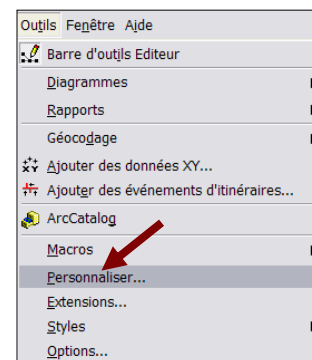 Outils Fenêtre Aide
Barre d'outils Editeur
Diagrammes
Rapports
Géocodage
Ajouter des données XY...
Ajouter des événements d'itinéraires...
ArcCatalog
Macros
Personnaliser...
Extensions...
Styles
Options...